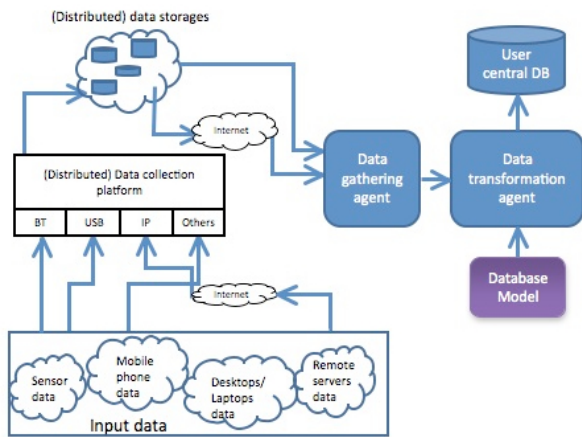 (Distributed) data storages
User
central DB
Internet
Data
gathering
agent
Data
transformation
agent
(Distributed) Data collection
platform
BT
USB
IP
Others
Database
Model
Internet
Sensor
data
Mobile
phone
data
Desktops/
Laptops
data
Remote
servers data
Input data